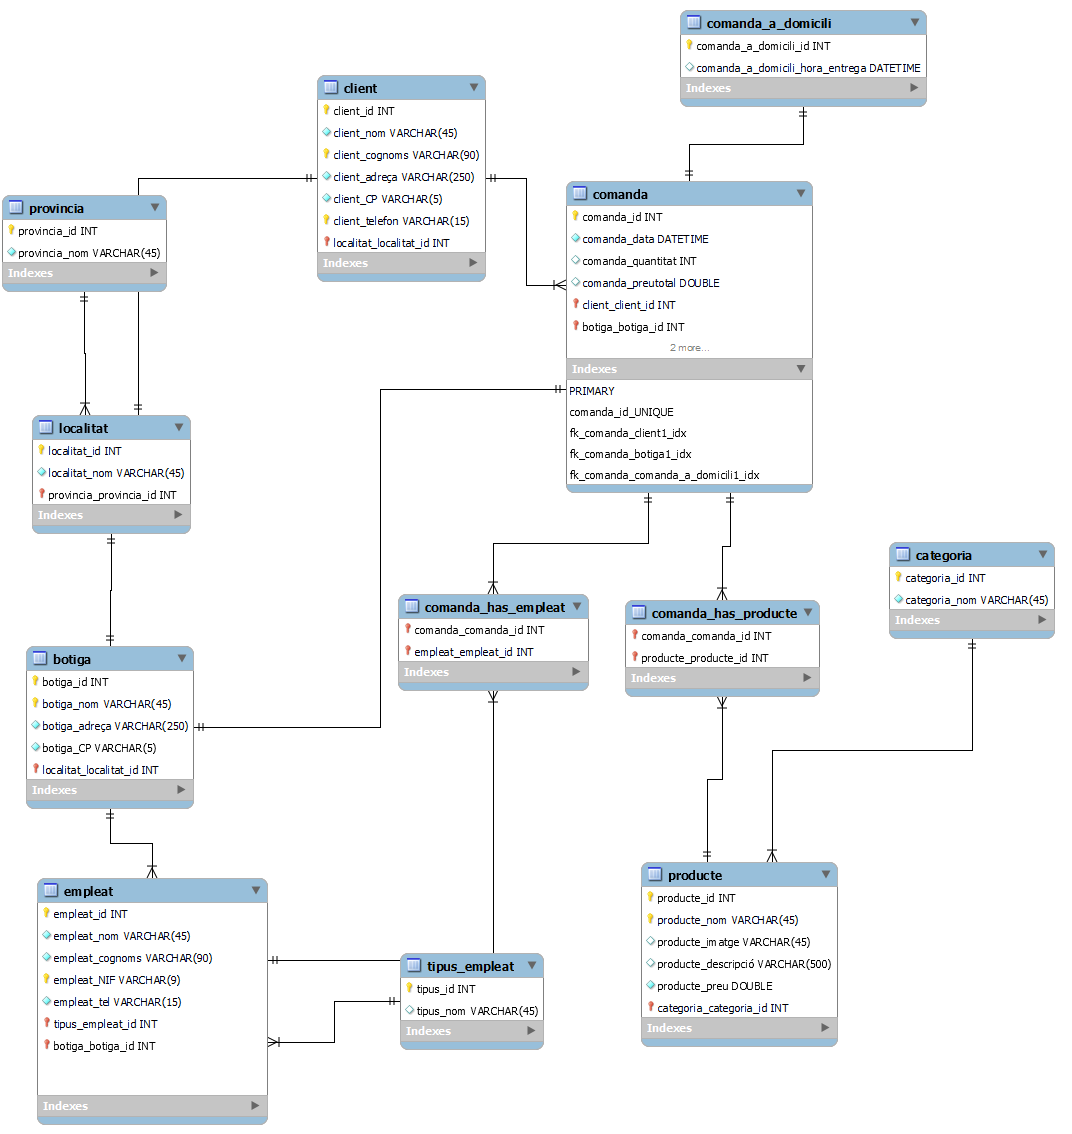 comanda_a_domicili
comanda_a_domicili_id INT
comanda_a_domicili_hora_entrega DATETIME
Indexes
client
client_id INT
client_nom VARCHAR(45)
client_cognoms VARCHAR(90)
client_adreça VARCHAR(250)
client_CP VARCHAR(5)
client_telefon VARCHAR(15)
localitat_localitat_id INT
Indexes
provincia
provincia_id INT
provincia_nom VARCHAR(45)
Indexes
comanda
comanda_id INT
comanda_data DATETIME
comanda_quantitat INT
comanda_preutotal DOUBLE
client_client_id INT
botiga_botiga_id INT
2 more...
Indexes
PRIMARY
comanda_id_UNIQUE
fk_comanda_client1_idx
fk_comanda_botiga1_idx
fk_comanda_comanda_a_domicili1_idx
localitat
localitat_id INT
localitat_nom VARCHAR(45)
provincia_provincia_id INT
Indexes
categoria
categoria_id INT
categoria_nom VARCHAR(45)
Indexes
comanda_has_empleat
comanda_comanda_id INT
empleat_empleat_id INT
Indexes
comanda_has_producte
comanda_comanda_id INT
producte_producte_id INT
Indexes
botiga
botiga_id INT
botiga_nom VARCHAR(45)
botiga_adreça VARCHAR(250)
botiga_CP VARCHAR(5)
localitat_localitat_id INT
Indexes
empleat
empleat_id INT
empleat_nom VARCHAR(45)
empleat_cognoms VARCHAR(90)
empleat_NIF VARCHAR(9)
empleat_tel VARCHAR(15)
tipus_empleat_id INT
botiga_botiga_id INT
Indexes
tipus_empleat
tipus_id INT
tipus_nom VARCHAR(45)
Indexes
producte
producte_id INT
producte_nom VARCHAR(45)
producte_imatge VARCHAR(45)
producte_descripció VARCHAR(500)
producte_preu DOUBLE
categoria_categoria_id INT
Indexes